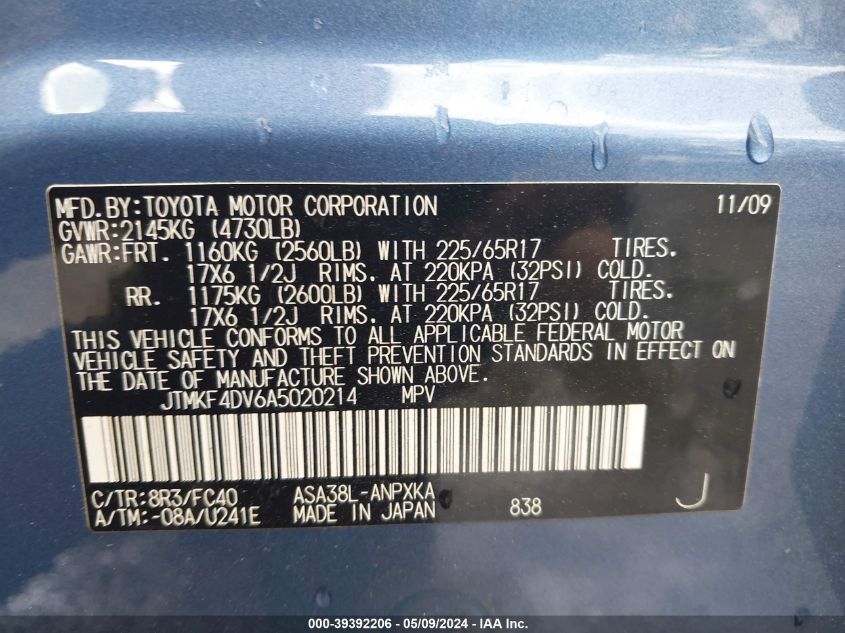 MFD.BY:TOYOTA MOTOR CORPORATION 11/09
GVWR:2145KG (4730LB)
GAWR:FRT. 1160KG (2560LB) WITH 225/65R17 TIRES.
17X6 1/2J RIMS. AT 220KPA (32PSI) COLD.
RR. 1175KG (2600LB) WITH 225/65R17 TIRES.
17X6 1/2J RIMS. AT 220KPA (32PSI) COLD.
THIS VEHICLE CONFORMS TO ALL APPLICABLE FEDERAL MOTOR
VEHICLE SAFETY AND THEFT PREVENTION STANDARDS IN EFFECT ON
THE DATE OF MANUFACTURE SHOWN ABOVE.
JTMKF4DV6A5020214 MPV
C/TR:8R3/FC40 ASA38L-ANPXKA
A/TM:-08A/U241E MADE IN JAPAN 838 J
000-39392206 - 05/09/2024 - IAA, Inc.